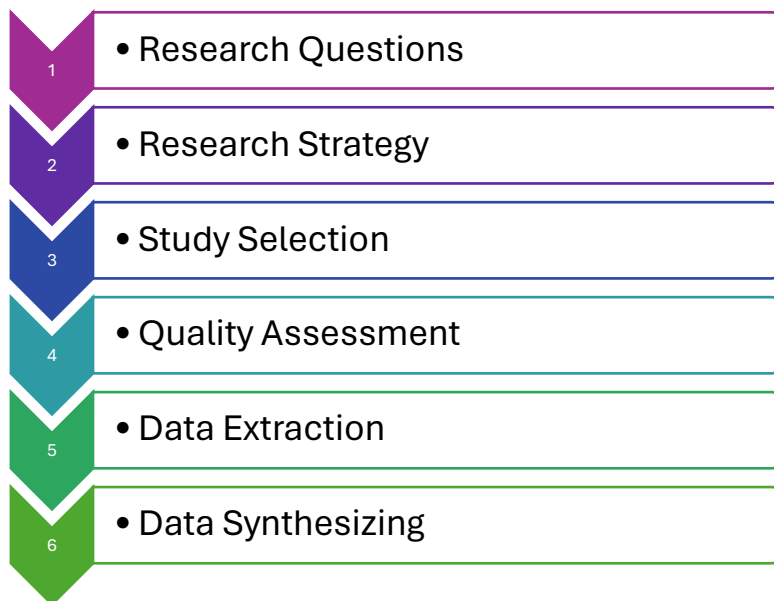 1 • Research Questions
2 • Research Strategy
3 • Study Selection
4 • Quality Assessment
5 • Data Extraction
6 • Data Synthesizing